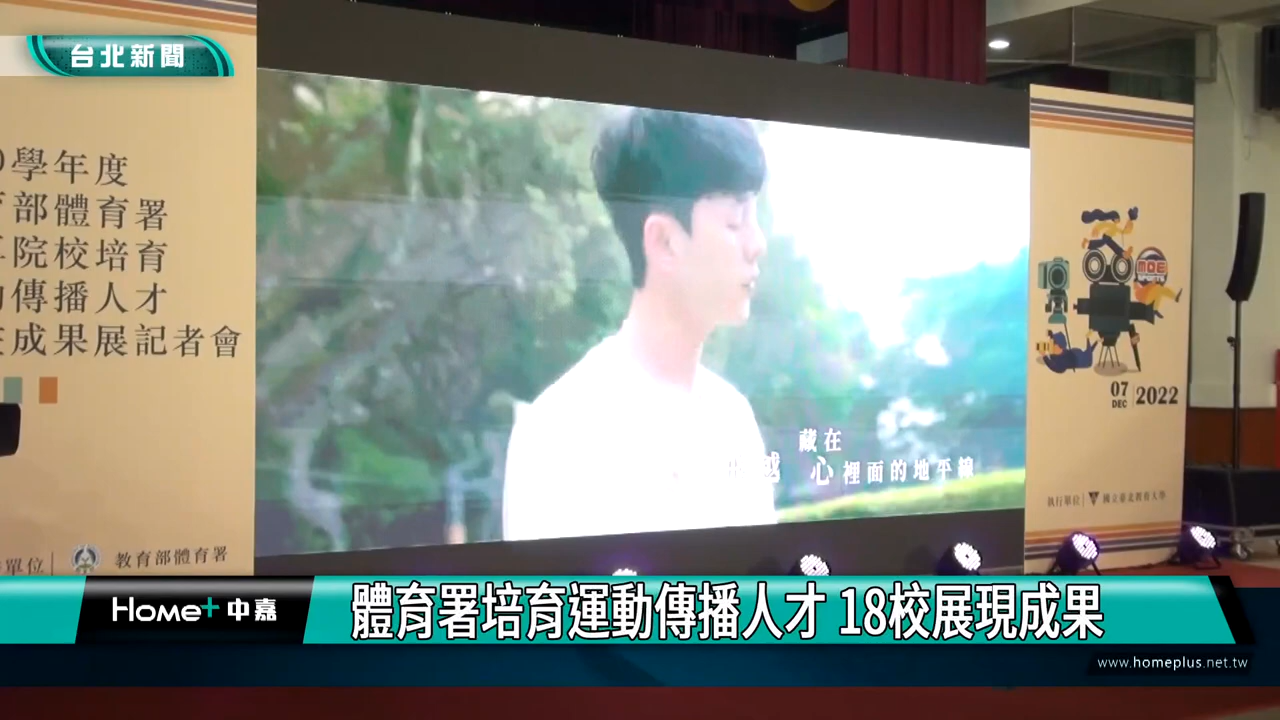 台北新聞
學年度
部體育署
院校培育
傳播人才
成果展記者會
單位
教育部體育署
藏在
越 心 裡面的地平線
MOE
SPORTS
07
DEC
2022
執行單位
國立臺北教育大學
Home+ 中嘉
體育署培育運動傳播人才 18校展現成果
www.homeplus.net.tw